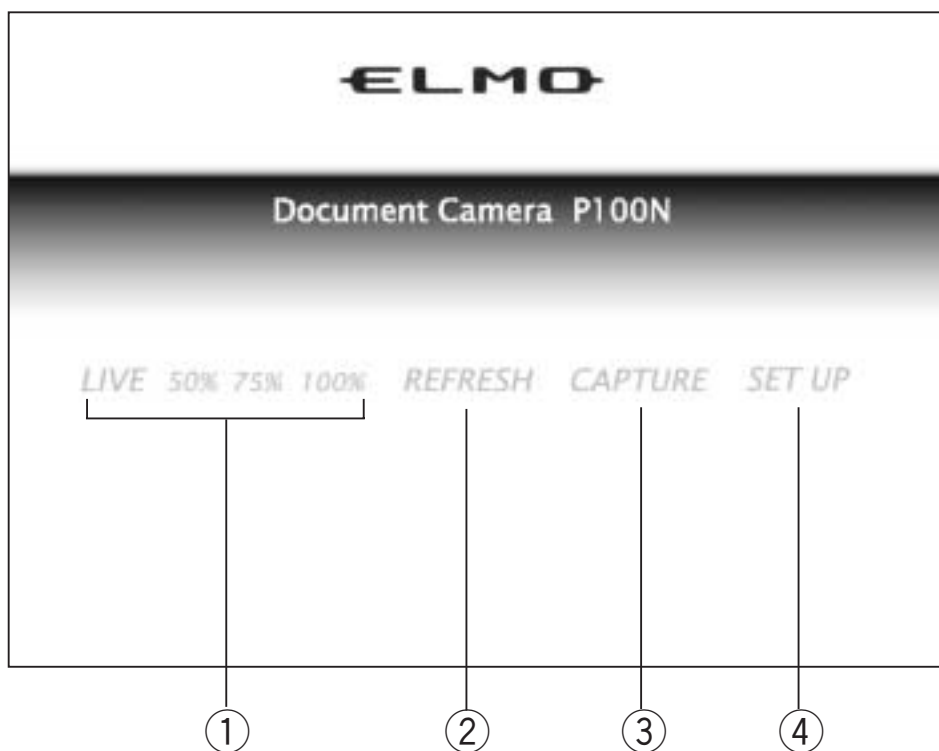 ELMO
Document Camera P100N
LIVE 50% 75% 100% REFRESH CAPTURE SET UP
① ② ③ ④